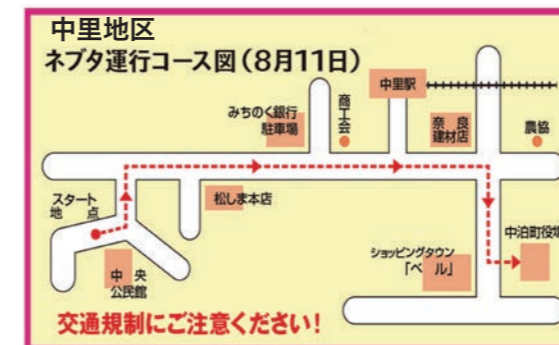 中里地区
ネブタ運行コース図(8月11日)
中里駅
みちのく銀行
駐車場
商工会
奈良
建材店
農協
スタート
地点
松しま本店
中泊町役場
ショッピングタウン
「ベル」
中央
公民館
交通規制にご注意ください!